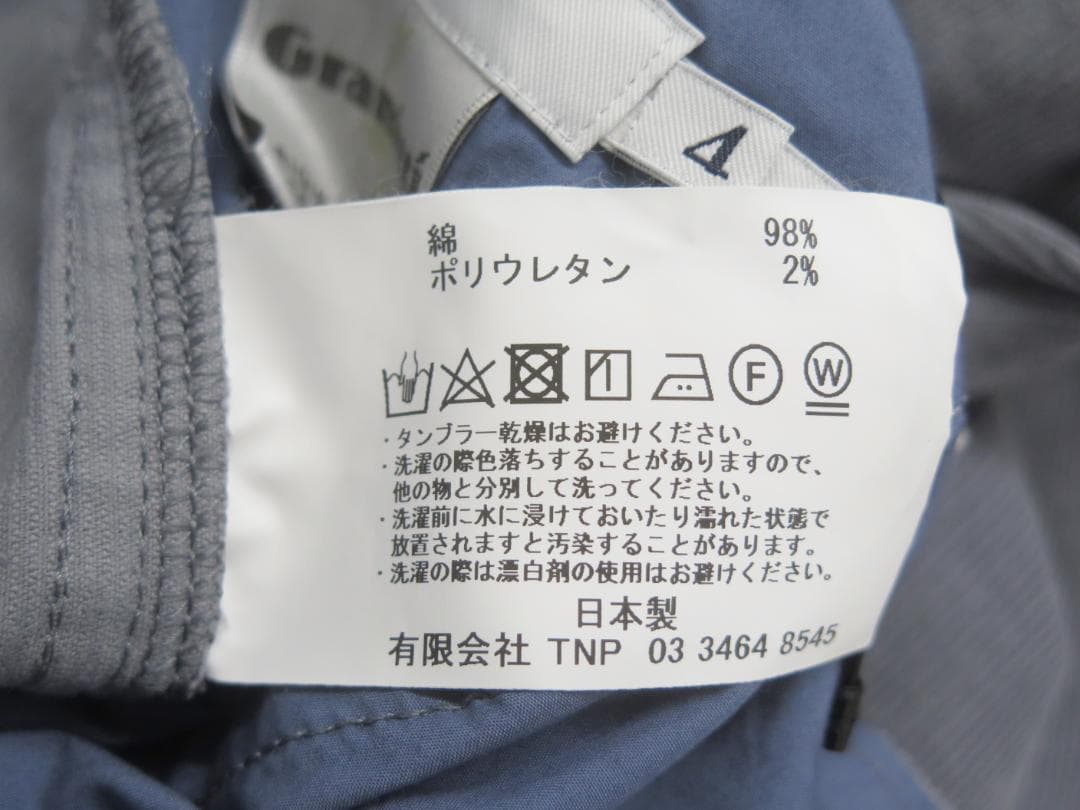 4
綿 98%
ポリウレタン 2%
F W
・タンブラー乾燥はお避けください。
・洗濯の際色落ちすることがありますので、
他の物と分別して洗ってください。
・洗濯前に水に浸けておいたり濡れた状態で
放置されますと汚染することがあります。
・洗濯の際は漂白剤の使用はお避けください。
日本製
有限会社 TNP 03 3464 8545